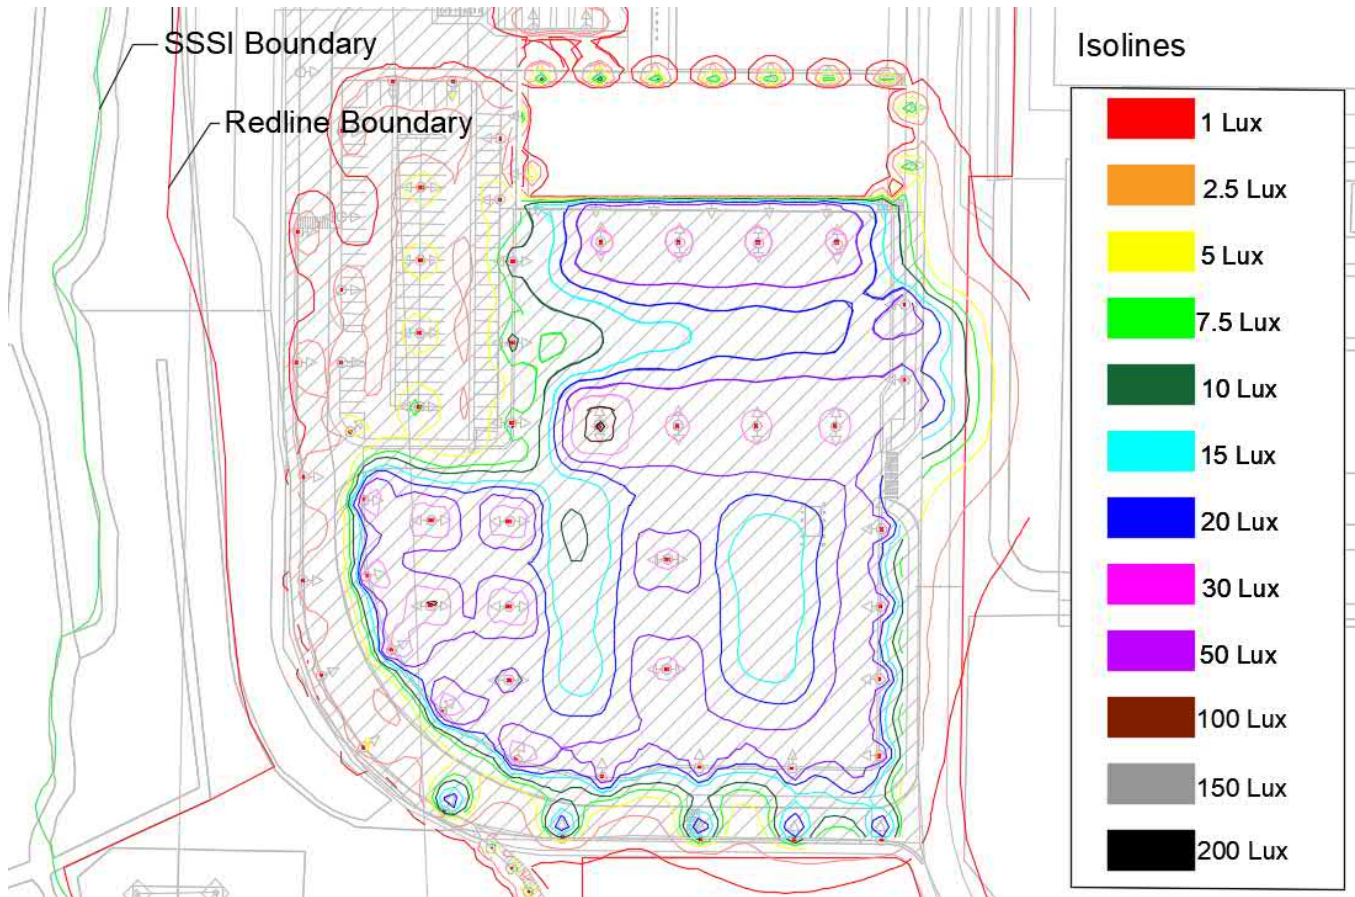 SSSI Boundary
Redline Boundary
Isolines
1 Lux
2.5 Lux
5 Lux
7.5 Lux
10 Lux
15 Lux
20 Lux
30 Lux
50 Lux
100 Lux
150 Lux
200 Lux